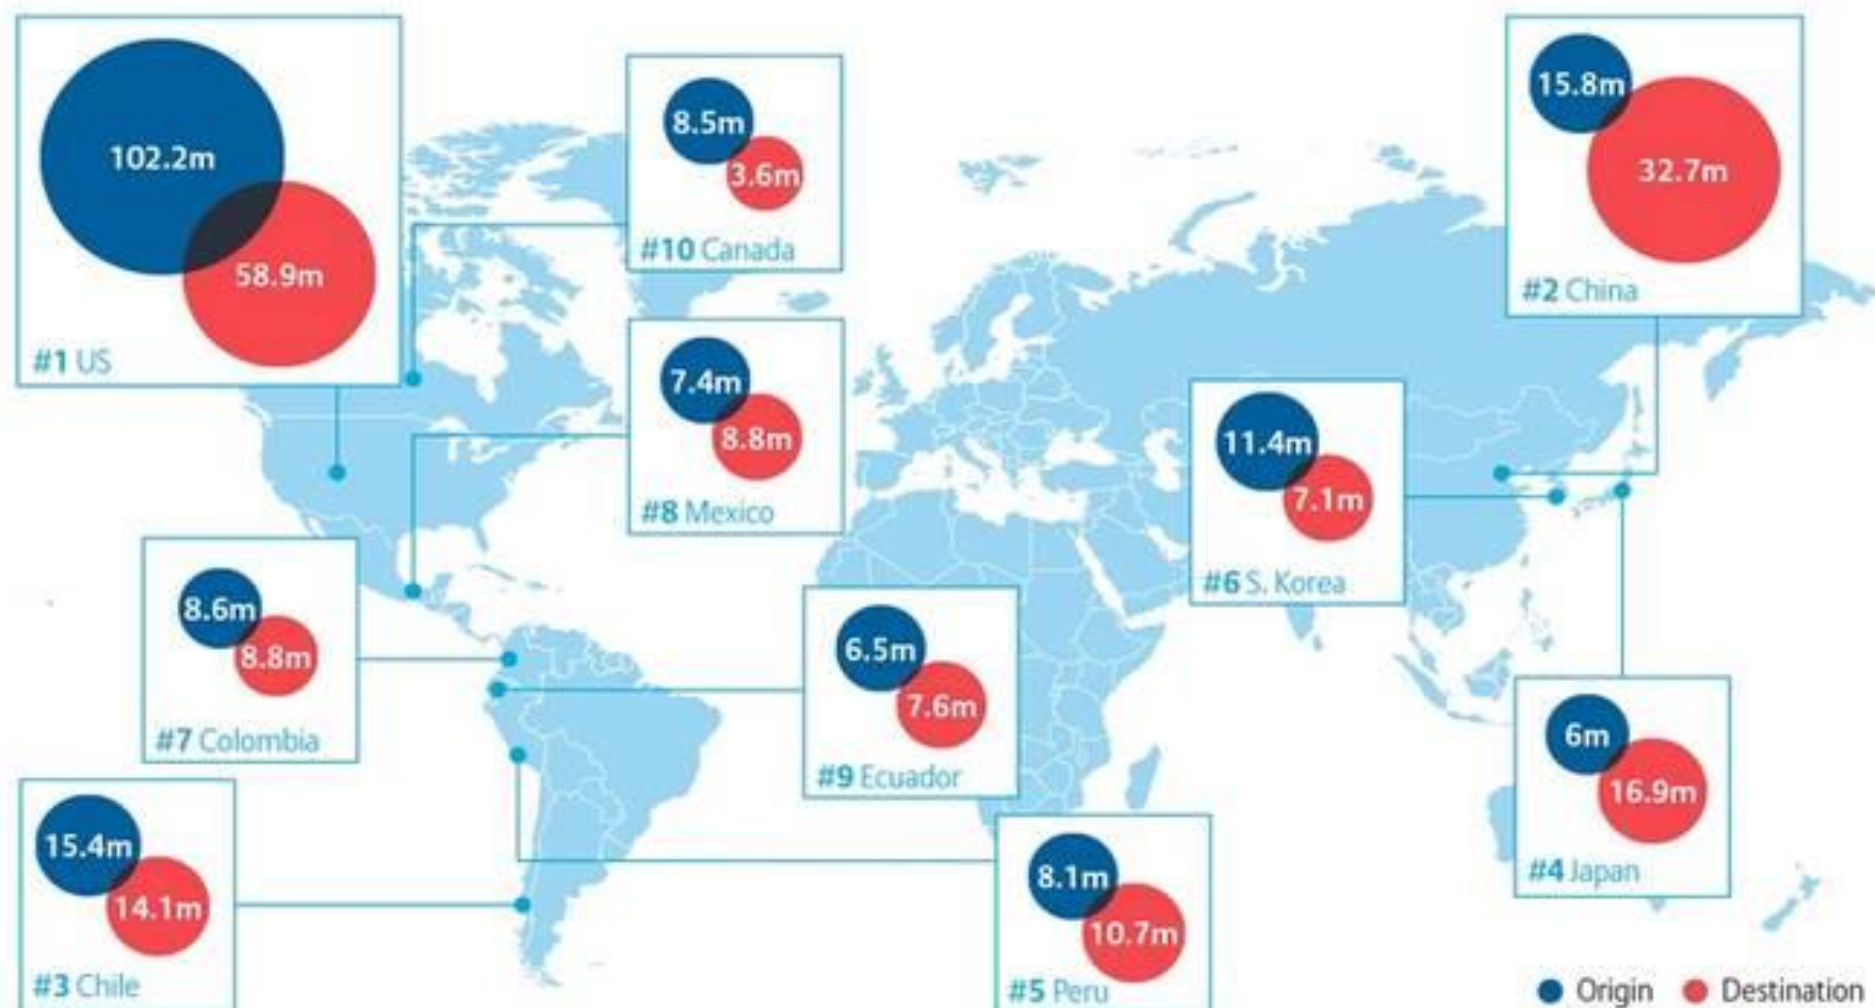 102.2m
58.9m
#1 US
8.5m
3.6m
#10 Canada
15.8m
32.7m
#2 China
7.4m
8.8m
#8 Mexico
11.4m
7.1m
#6 S. Korea
8.6m
8.8m
#7 Colombia
6.5m
7.6m
#9 Ecuador
6m
16.9m
#4 Japan
15.4m
14.1m
#3 Chile
8.1m
10.7m
#5 Peru
Origin Destination